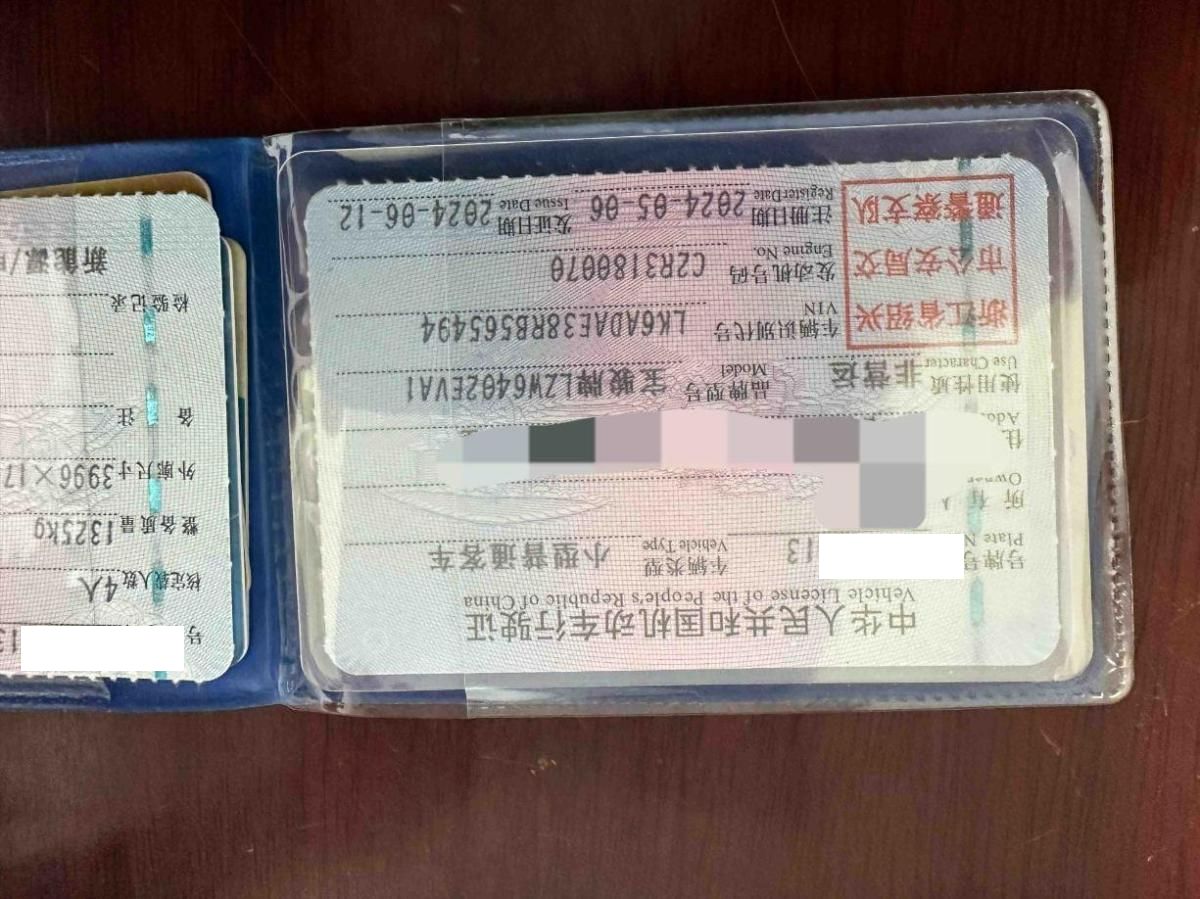 中华人民共和国机动车行驶证
Vehicle License of the People's Republic of China
号牌号 13 车辆类型 小型普通客车
Plate N Vehicle Type
所有人
Owner
住
Add
使用性质 非营运 品牌型号 宝骏牌LZW6402EVA1
Use Character Model
浙江省绍兴
市公安局交
通警察支队
车辆识别代号 LK6ADAE38RB565494
VIN
发动机号码 C2R3180070
Engine No.
注册日期 2024-05-06 发证日期 2024-06-12
Register Date Issue Date
号 13
核定载人数 4人
整备质量 1325kg
外廓尺寸 3996×17
备注
检验记录
新能源/